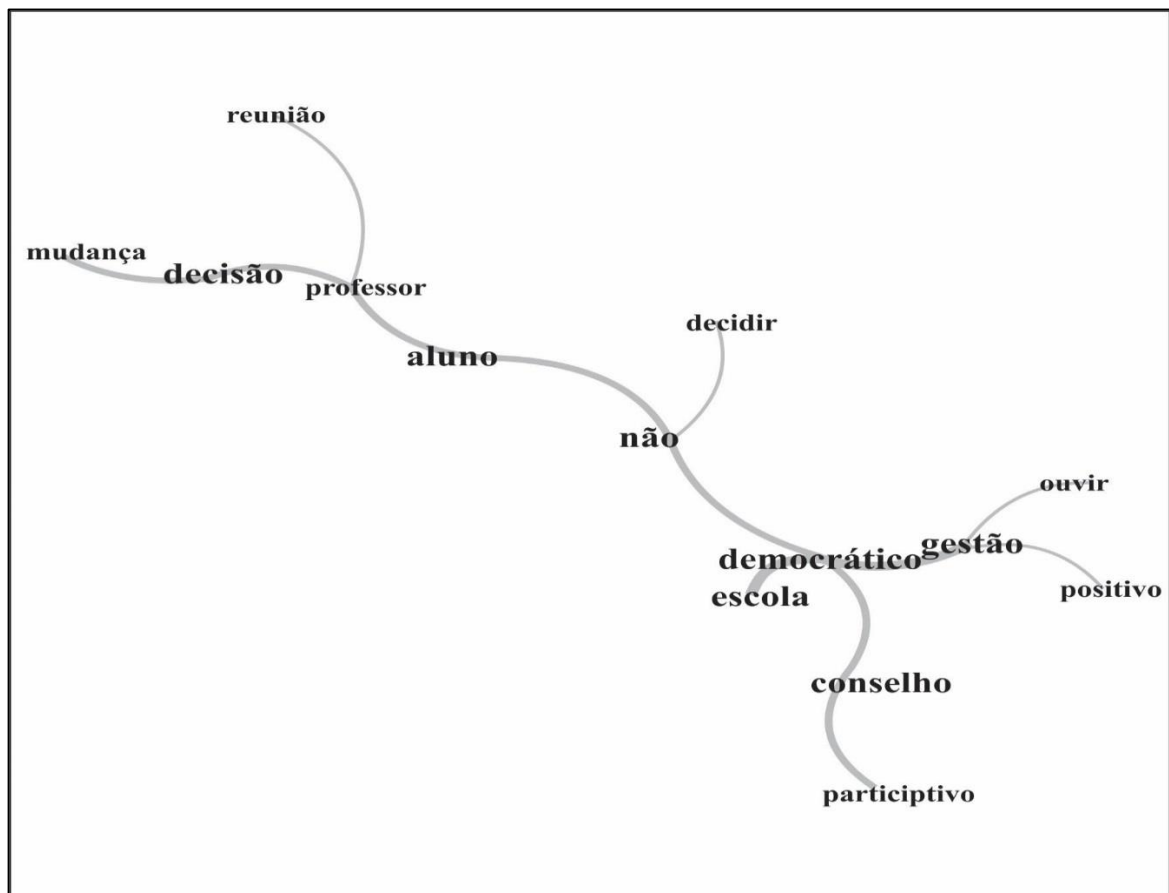 reunião
mudança
decisão
professor
decidir
aluno
não
ouvir
gestão
democrático
positivo
escola
conselho
participtivo